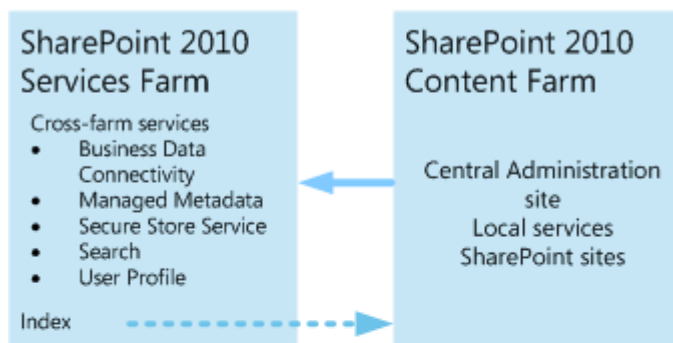 SharePoint 2010
Services Farm
Cross-farm services
• Business Data
Connectivity
• Managed Metadata
• Secure Store Service
• Search
• User Profile
Index
SharePoint 2010
Content Farm
Central Administration
site
Local services
SharePoint sites